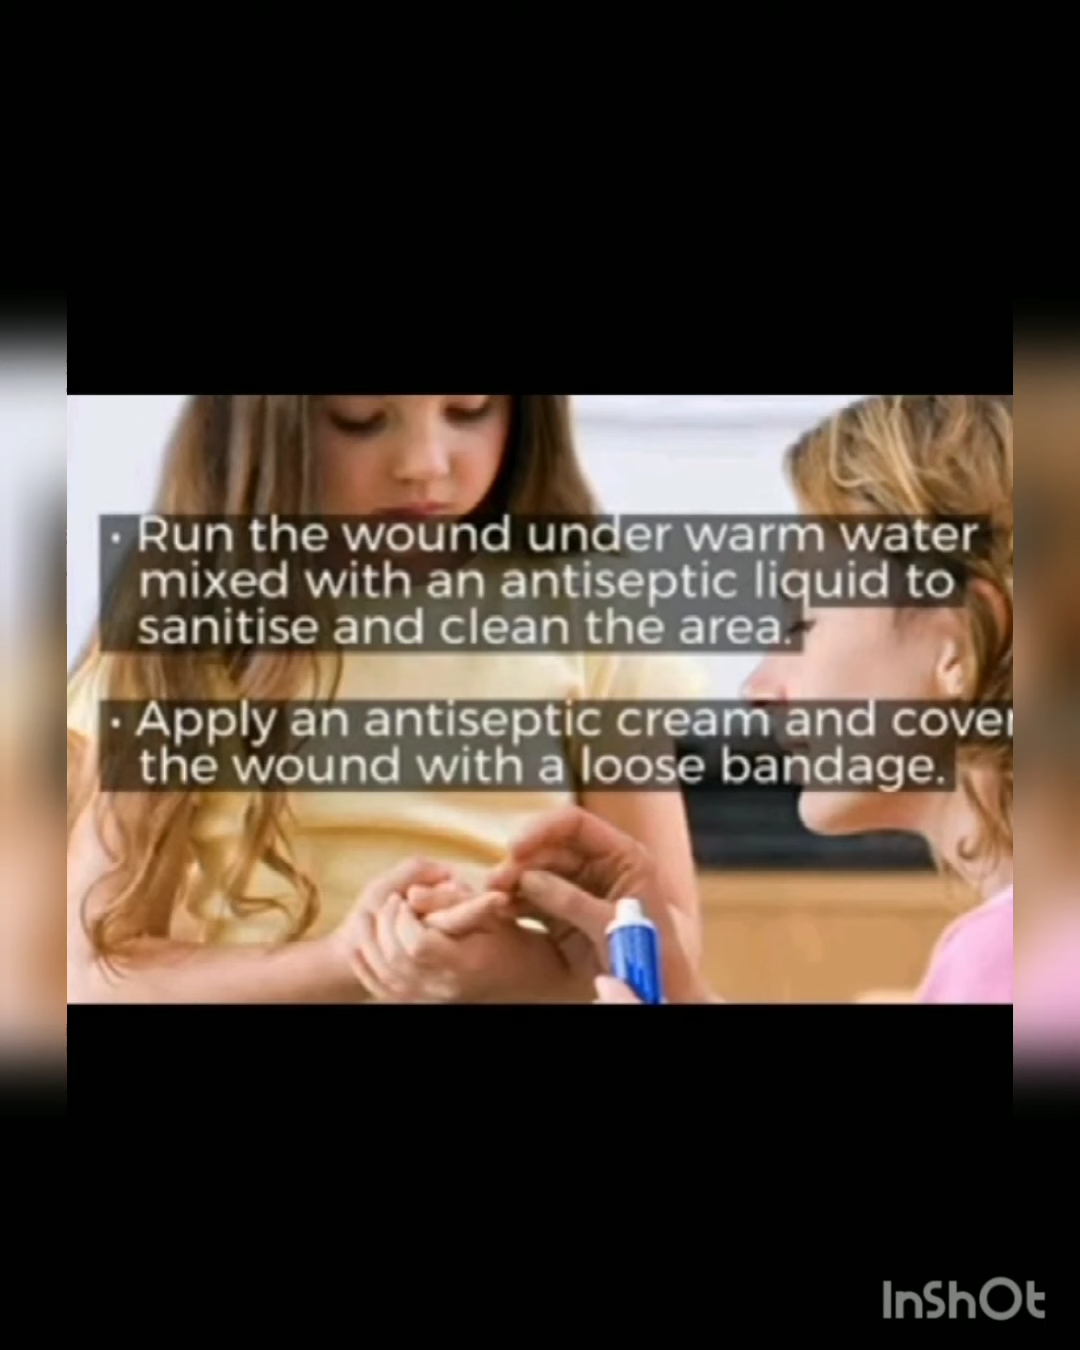 · Run the wound under warm water
mixed with an antiseptic liquid to
sanitise and clean the area.
· Apply an antiseptic cream and cover
the wound with a loose bandage.
InShOt